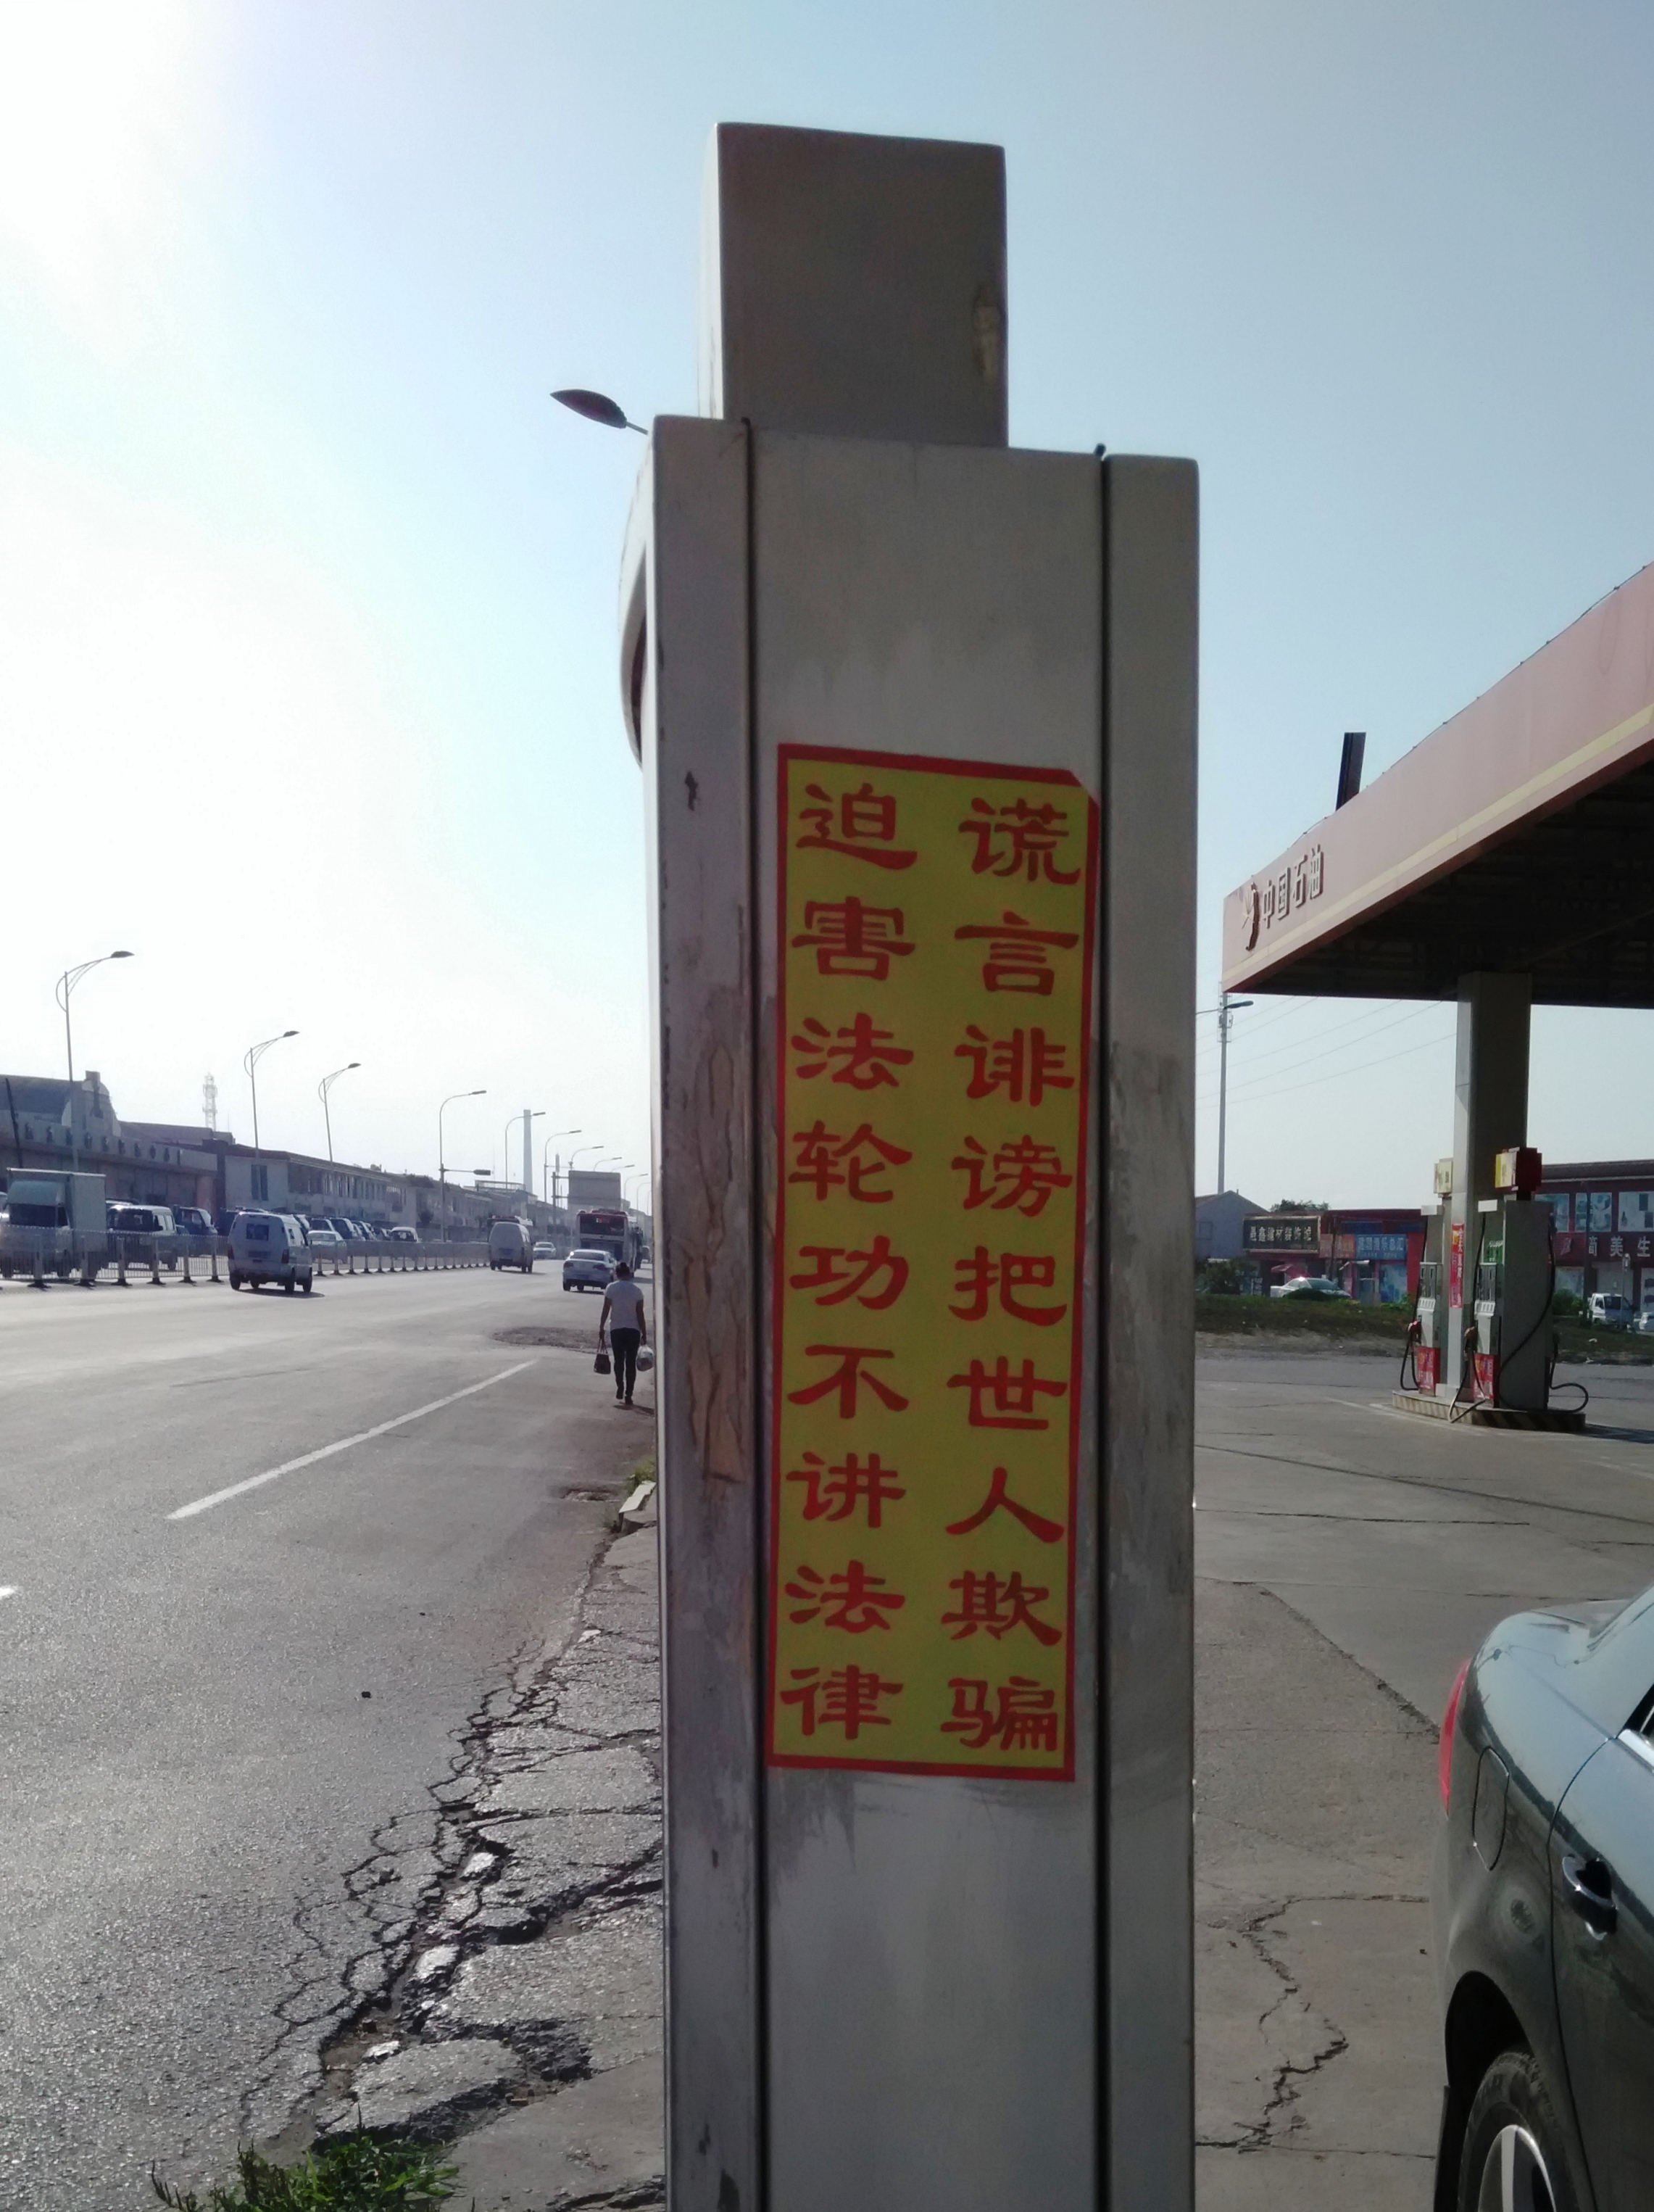 迫害法轮功不讲法律
谎言诽谤把世人欺骗
中国石油